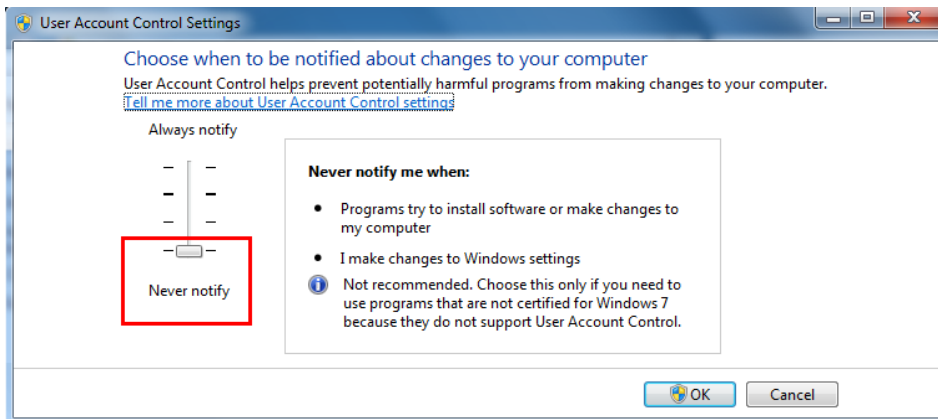 User Account Control Settings
Choose when to be notified about changes to your computer
User Account Control helps prevent potentially harmful programs from making changes to your computer.
Tell me more about User Account Control settings
Always notify
Never notify me when:
• Programs try to install software or make changes to
my computer
• I make changes to Windows settings
Not recommended. Choose this only if you need to
use programs that are not certified for Windows 7
because they do not support User Account Control.
Never notify
OK
Cancel